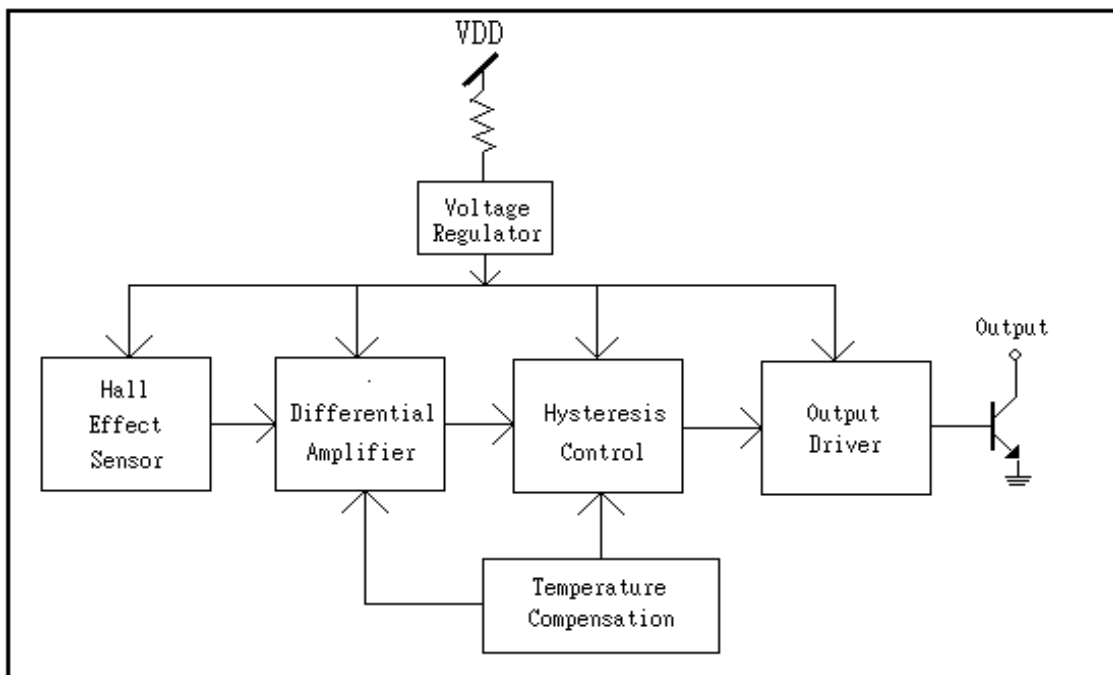 VDD
Voltage
Regulator
Hall
Effect
Sensor
Differential
Amplifier
Hysteresis
Control
Output
Driver
Output
Temperature
Compensation